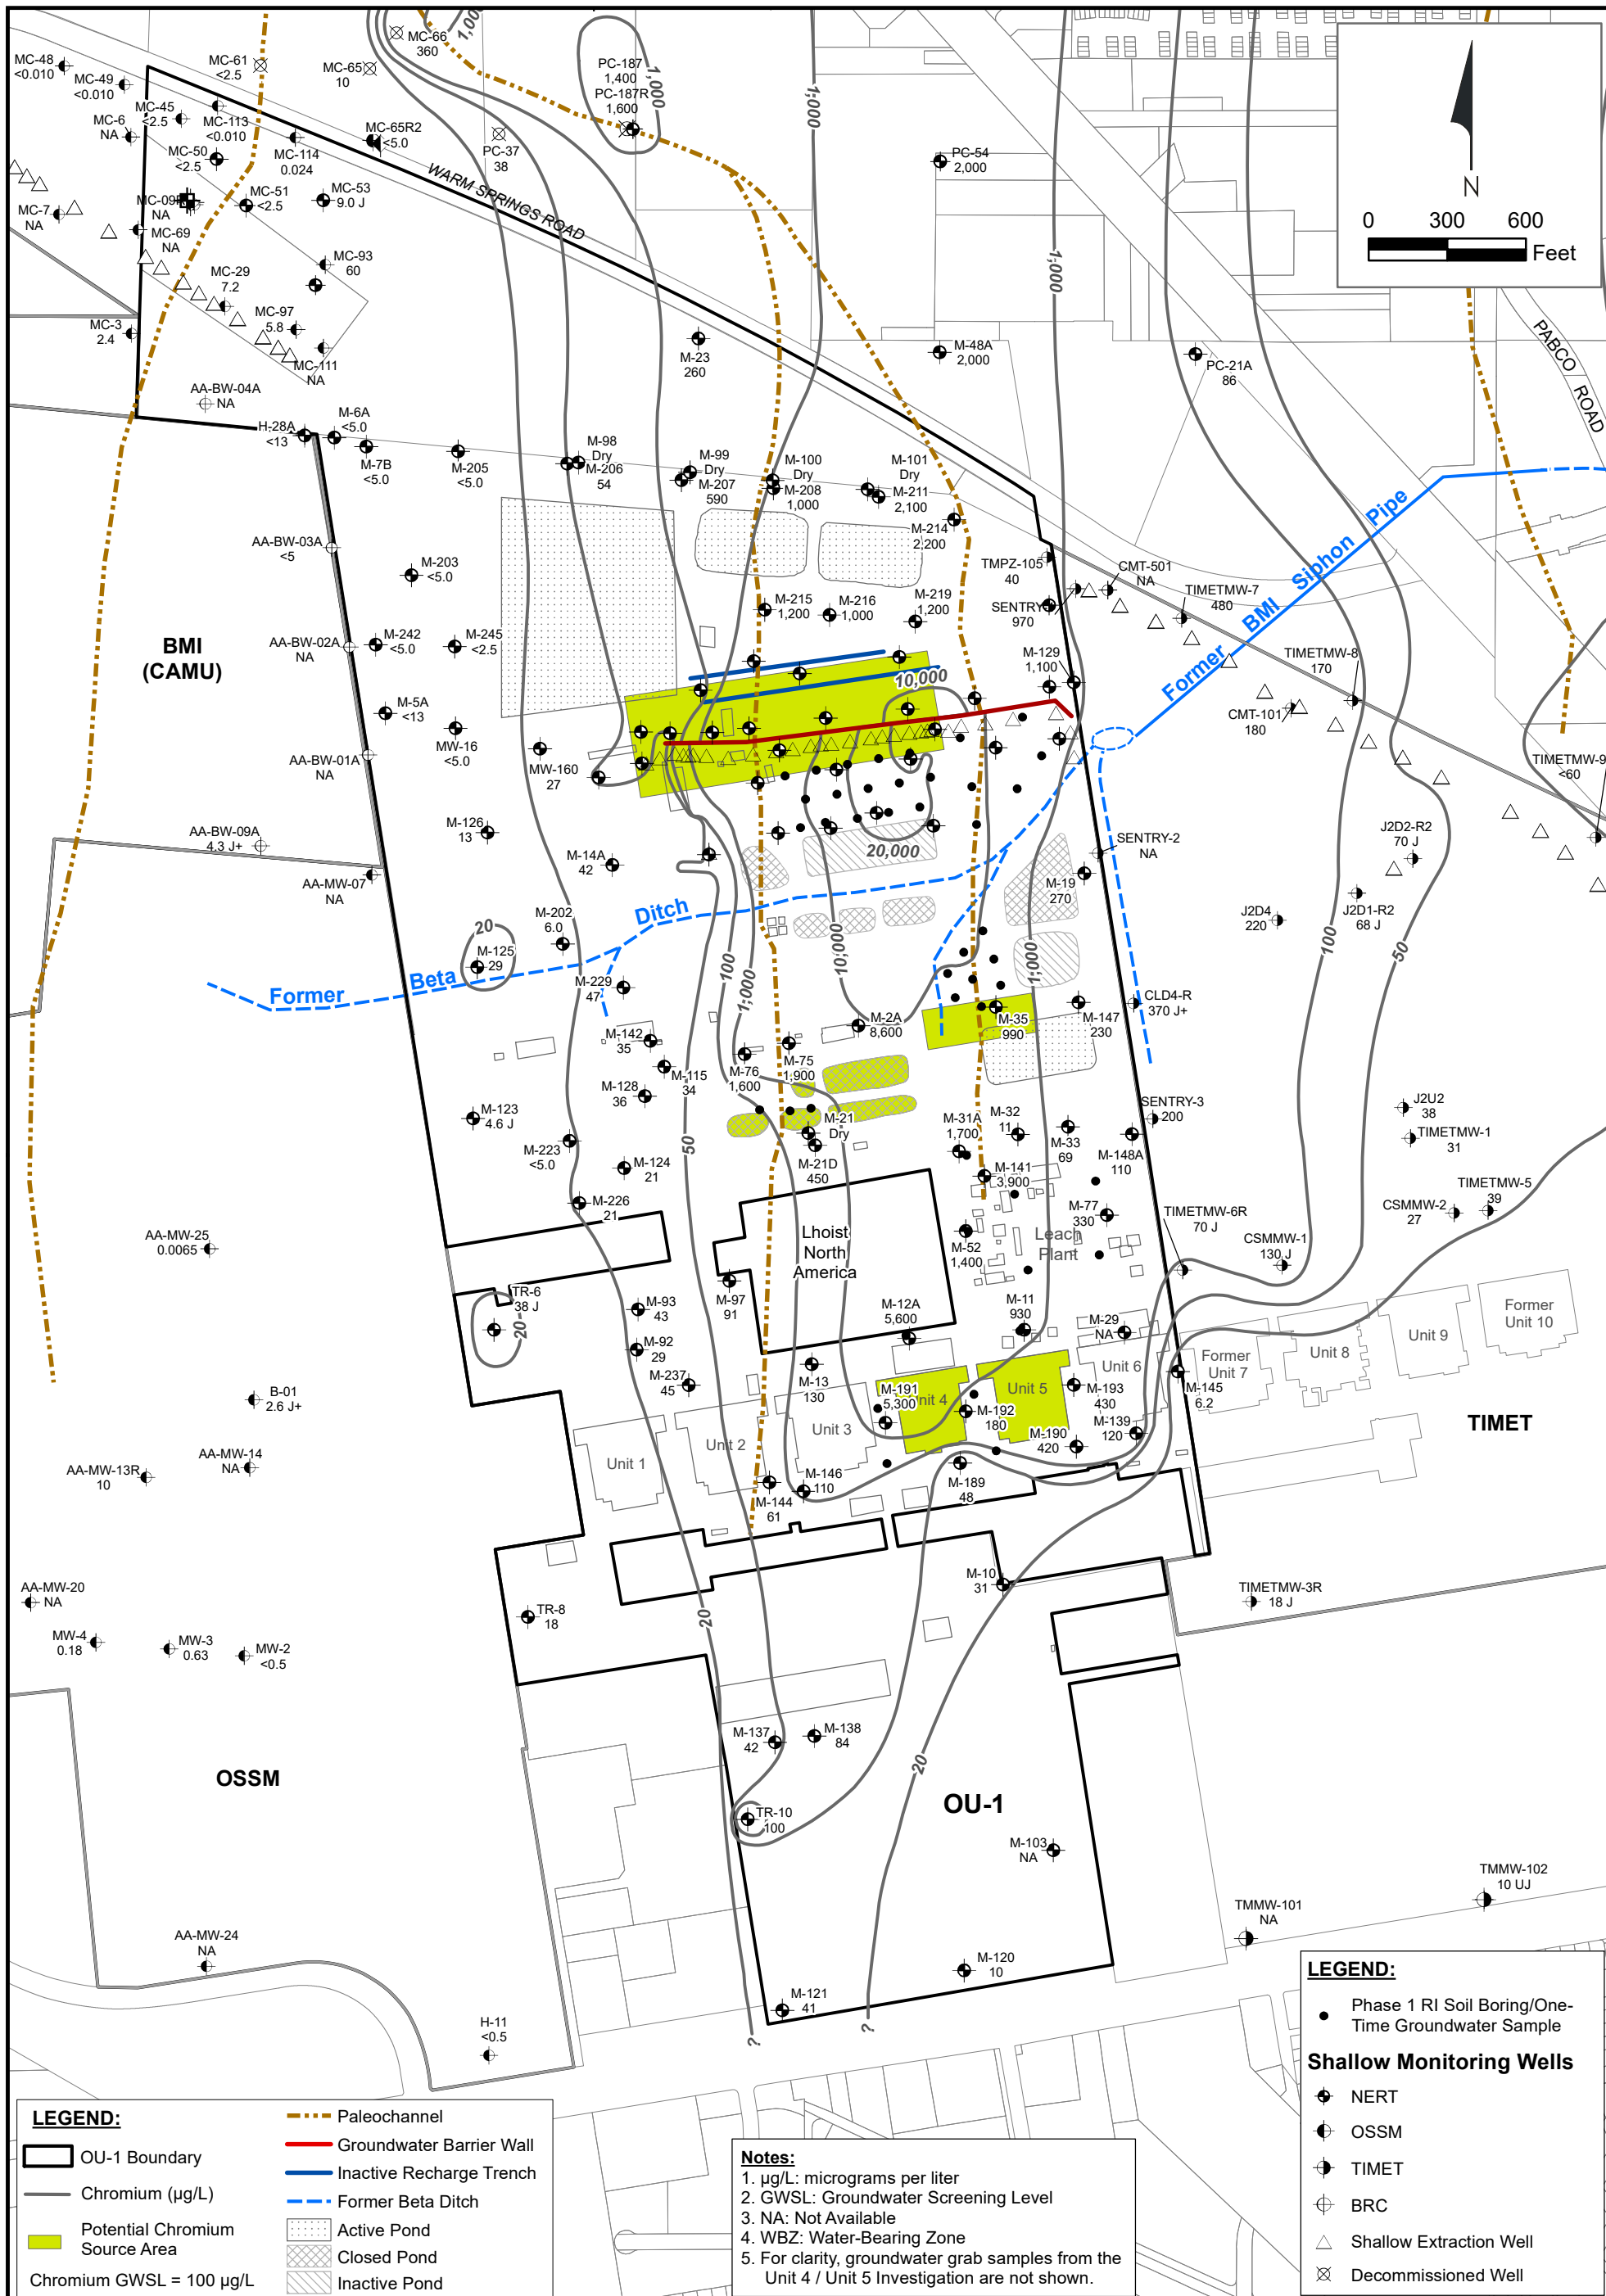 MC-48
<0.010
MC-49
<0.010
MC-61
<2.5
MC-66
360
1,000
MC-65
10
PC-187
1,400
PC-187R
1,600
1,000
1,000
MC-45
<2.5
MC-6
NA
MC-113
<0.010
MC-50
<2.5
MC-114
0.024
MC-65R2
<5.0
PC-37
38
PC-54
2,000
N
0 300 600
Feet
MC-7
NA
NA
MC-51
<2.5
MC-53
9.0 J
WARM SPRINGS ROAD
MC-69
NA
MC-93
60
MC-29
7.2
1,000
MC-97
5.8
MC-3
2.4
MC-111
NA
M-23
260
M-48A
2,000
PC-21A
86
PABCO ROAD
AA-BW-04A
NA
H-28A
<13
M-6A
<5.0
M-7B
<5.0
M-205
<5.0
M-98
Dry
M-206
54
M-99
Dry
M-207
590
M-100
Dry
M-208
1,000
M-101
Dry
M-211
2,100
M-214
2,200
AA-BW-03A
<5
M-203
<5.0
TMPZ-105
40
CMT-501
NA
SENTRY
970
TIMETMW-7
480
Former BMI Siphon Pipe
BMI
(CAMU)
M-215
1,200
M-216
1,000
M-219
1,200
AA-BW-02A
NA
M-242
<5.0
M-245
<2.5
M-129
1,100
TIMETMW-8
170
10,000
M-5A
<13
MW-16
<5.0
CMT-101
180
AA-BW-01A
NA
MW-160
27
TIMETMW-9
<60
AA-BW-09A
4.3 J+
M-126
13
M-14A
42
20,000
SENTRY-2
NA
J2D2-R2
70 J
AA-MW-07
NA
M-19
270
J2D1-R2
68 J
J2D4
220
M-202
6.0
Ditch
20
M-125
29
Beta
Former
M-229
47
100
1,000
10,000
1,000
100
50
M-2A
8,600
M-35
990
M-147
230
CLD4-R
370 J+
M-142
35
M-76
1,600
M-75
1,900
M-115
34
M-128
36
M-123
4.6 J
M-21
Dry
M-21D
450
M-31A
1,700
M-32
11
M-33
69
SENTRY-3
200
M-148A
110
J2U2
38
TIMETMW-1
31
M-223
<5.0
M-124
21
50
M-141
3,900
M-226
21
M-77
330
TIMETMW-6R
70 J
TIMETMW-5
39
CSMMW-2
27
AA-MW-25
0.0065
Lhoist
North
America
M-52
1,400
Leach
Plant
CSMMW-1
130 J
TR-6
38 J
20
M-93
43
M-97
91
M-12A
5,600
M-11
930
M-29
NA
Former
Unit 10
M-92
29
Unit 9
Unit 8
Former
Unit 7
M-237
45
M-13
130
M-191
5,300
Unit 5
Unit 6
M-193
430
M-145
6.2
B-01
2.6 J+
M-192
180
M-190
420
M-139
120
TIMET
Unit 3
Unit 2
Unit 1
AA-MW-14
NA
AA-MW-13R
10
M-144
61
M-146
110
M-189
48
M-10
31
AA-MW-20
NA
TR-8
18
20
TIMETMW-3R
18 J
MW-4
0.18
MW-3
0.63
MW-2
<0.5
M-137
42
M-138
84
20
OSSM
OU-1
TR-10
100
M-103
NA
TMMW-102
10 UJ
TMMW-101
NA
AA-MW-24
NA
M-120
10
M-121
41
?
?
H-11
<0.5
LEGEND:
OU-1 Boundary
Chromium (µg/L)
Potential Chromium
Source Area
Chromium GWSL = 100 µg/L
Paleochannel
Groundwater Barrier Wall
Inactive Recharge Trench
Former Beta Ditch
Active Pond
Closed Pond
Inactive Pond
Notes:
1. µg/L: micrograms per liter
2. GWSL: Groundwater Screening Level
3. NA: Not Available
4. WBZ: Water-Bearing Zone
5. For clarity, groundwater grab samples from the
Unit 4 / Unit 5 Investigation are not shown.
LEGEND:
Phase 1 RI Soil Boring/One-
Time Groundwater Sample
Shallow Monitoring Wells
NERT
OSSM
TIMET
BRC
Shallow Extraction Well
Decommissioned Well